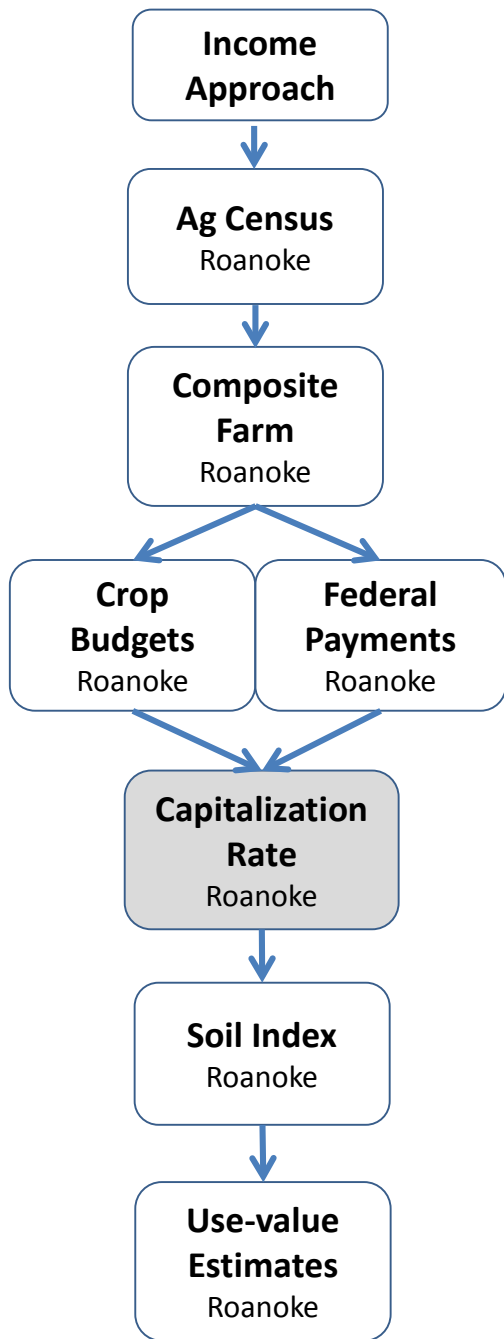 Income
Approach
Ag Census
Roanoke
Composite
Farm
Roanoke
Crop
Budgets
Roanoke
Federal
Payments
Roanoke
Capitalization
Rate
Roanoke
Soil Index
Roanoke
Use-value
Estimates
Roanoke